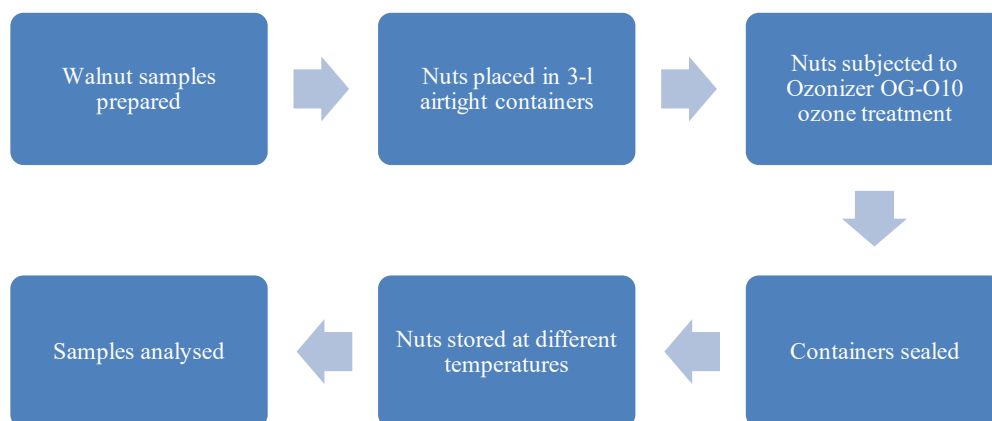 Walnut samples
prepared
Nuts placed in 3-l
airtight containers
Nuts subjected to
Ozonizer OG-O10
ozone treatment
Containers sealed
Nuts stored at different
temperatures
Samples analysed